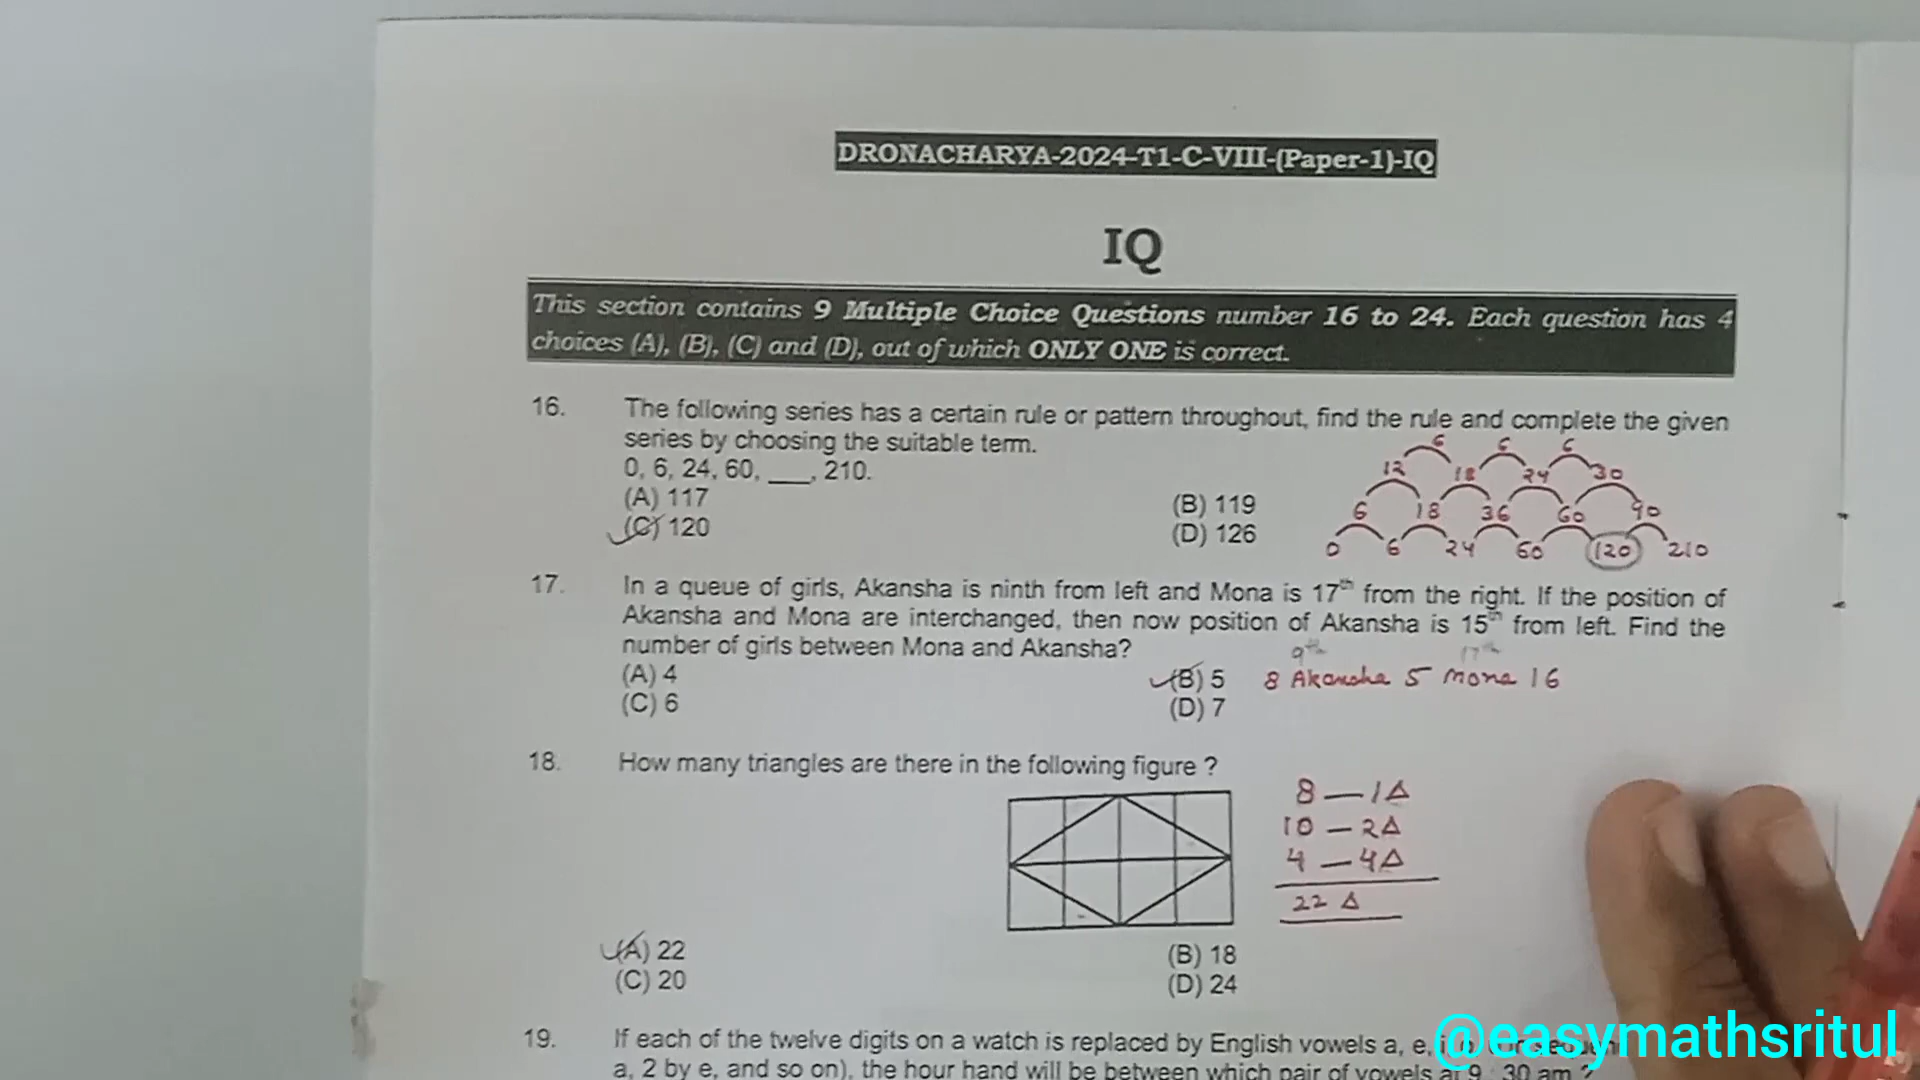 DRONACHARYA-2024-T1-C-VIII-(Paper-1)-IQ
IQ
This section contains 9 Multiple Choice Questions number 16 to 24. Each question has 4
choices (A), (B), (C) and (D), out of which ONLY ONE is correct.
16. The following series has a certain rule or pattern throughout, find the rule and complete the given
series by choosing the suitable term.
0, 6, 24, 60, ___, 210.
(A) 117 (B) 119
(C) 120 (D) 126
6 6 6
12 18 24 30
6 18 36 60 90
0 6 24 60 120 210
17. In a queue of girls, Akansha is ninth from left and Mona is 17th from the right. If the position of
Akansha and Mona are interchanged, then now position of Akansha is 15th from left. Find the
number of girls between Mona and Akansha?
9th 17th
(A) 4 (B) 5 8 Akansha 5 Mona 16
(C) 6 (D) 7
18. How many triangles are there in the following figure ?
8 — 1Δ
10 — 2Δ
4 — 4Δ
22 Δ
(A) 22 (B) 18
(C) 20 (D) 24
19. If each of the twelve digits on a watch is replaced by English vowels a, e,
a, 2 by e, and so on), the hour hand will be between which pair of vowels at 9 : 30 am ?
@easymathsritul